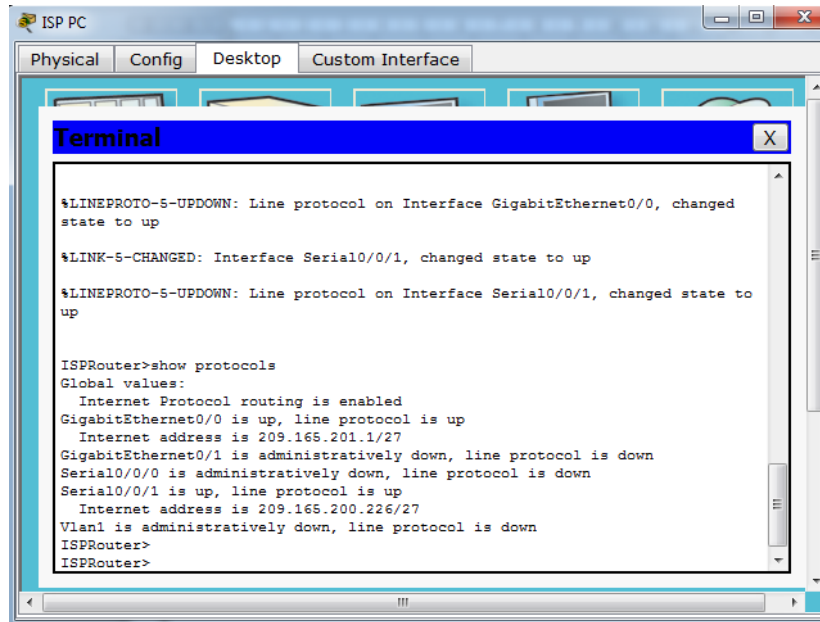 ISP PC
Physical Config Desktop Custom Interface
Terminal X
%LINEPROTO-5-UPDOWN: Line protocol on Interface GigabitEthernet0/0, changed
state to up
%LINK-5-CHANGED: Interface Serial0/0/1, changed state to up
%LINEPROTO-5-UPDOWN: Line protocol on Interface Serial0/0/1, changed state to
up
ISPRouter>show protocols
Global values:
  Internet Protocol routing is enabled
GigabitEthernet0/0 is up, line protocol is up
  Internet address is 209.165.201.1/27
GigabitEthernet0/1 is administratively down, line protocol is down
Serial0/0/0 is administratively down, line protocol is down
Serial0/0/1 is up, line protocol is up
  Internet address is 209.165.200.226/27
Vlan1 is administratively down, line protocol is down
ISPRouter>
ISPRouter>